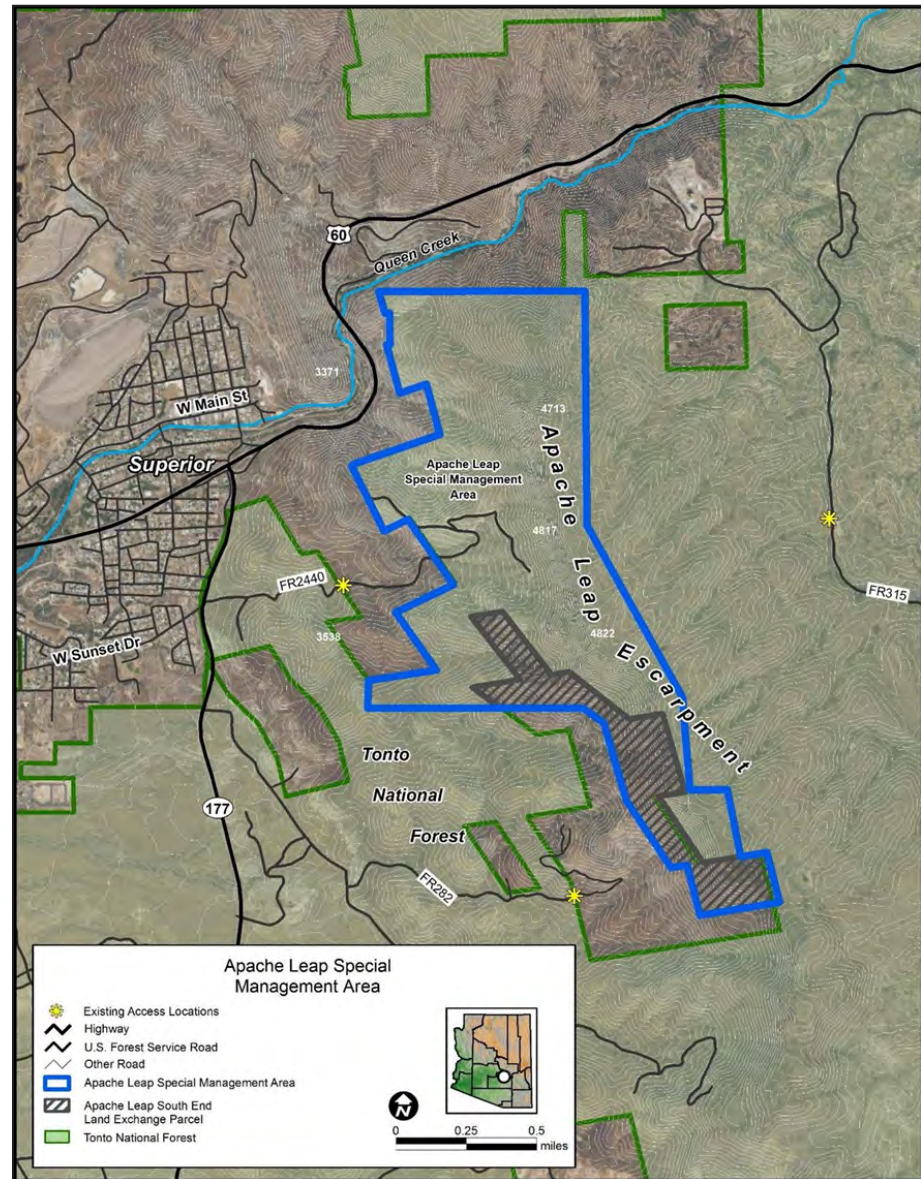 60
Queen Creek
3371
W Main St
4713
Superior
Apache Leap
Special Management
Area
Apache Leap Escarpment
4817
FR2440
FR315
3538
4822
W Sunset Dr
Tonto
National
Forest
177
FR282
Apache Leap Special
Management Area
Existing Access Locations
Highway
U.S. Forest Service Road
Other Road
Apache Leap Special Management Area
Apache Leap South End
Land Exchange Parcel
Tonto National Forest
N
0 0.25 0.5
miles